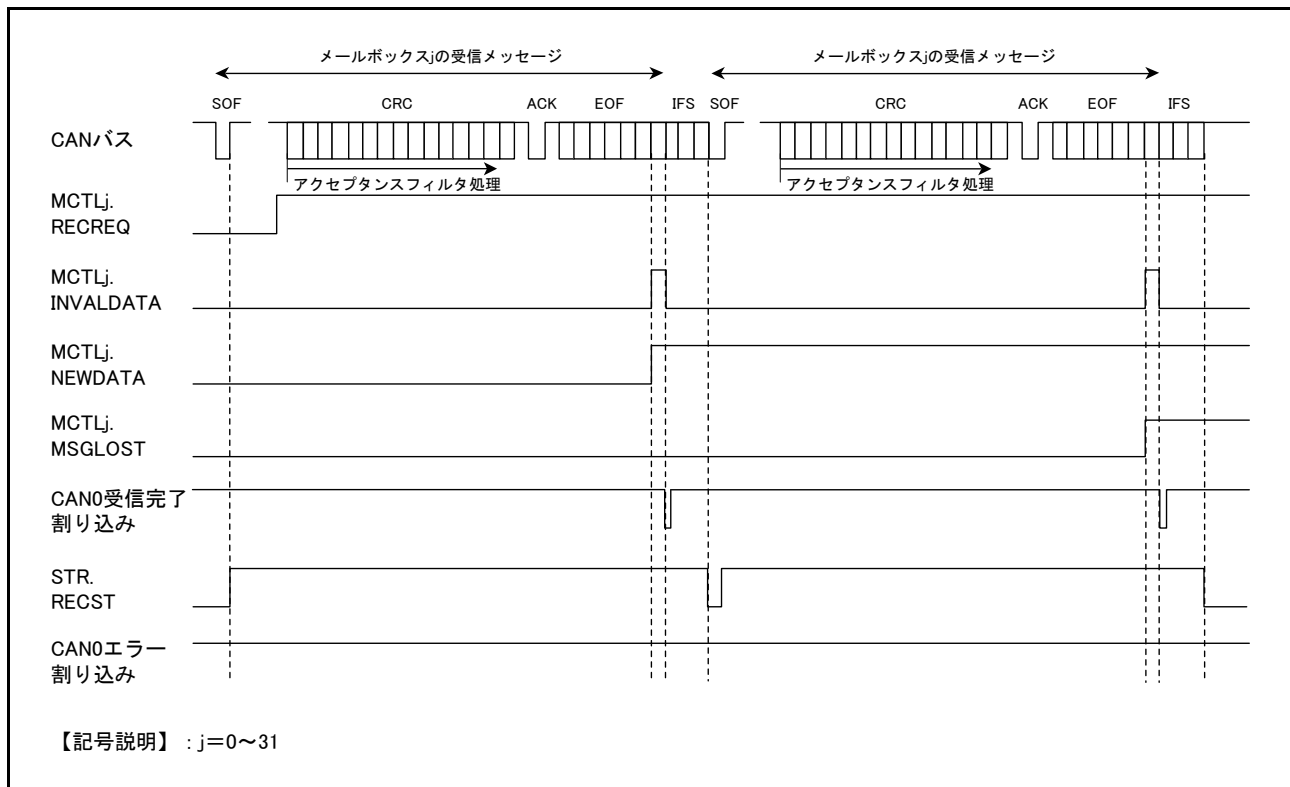 メールボックスjの受信メッセージ メールボックスjの受信メッセージ
SOF CRC ACK EOF IFS SOF CRC ACK EOF IFS
CANバス
アクセプタンスフィルタ処理 アクセプタンスフィルタ処理
MCTLj.
RECREQ
MCTLj.
INVALDATA
MCTLj.
NEWDATA
MCTLj.
MSGLOST
CAN0受信完了
割り込み
STR.
RECST
CAN0エラー
割り込み
【記号説明】 : j=0~31